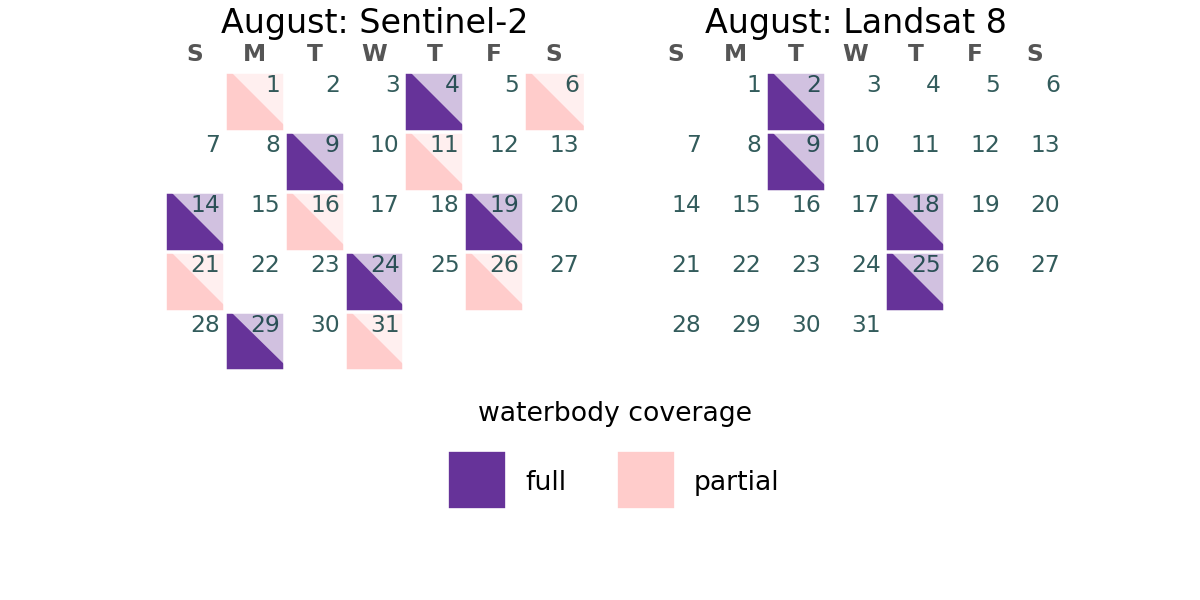 August: Sentinel-2
S M T W T F S
1 2 3 4 5 6
7 8 9 10 11 12 13
14 15 16 17 18 19 20
21 22 23 24 25 26 27
28 29 30 31
August: Landsat 8
S M T W T F S
1 2 3 4 5 6
7 8 9 10 11 12 13
14 15 16 17 18 19 20
21 22 23 24 25 26 27
28 29 30 31
waterbody coverage
full partial